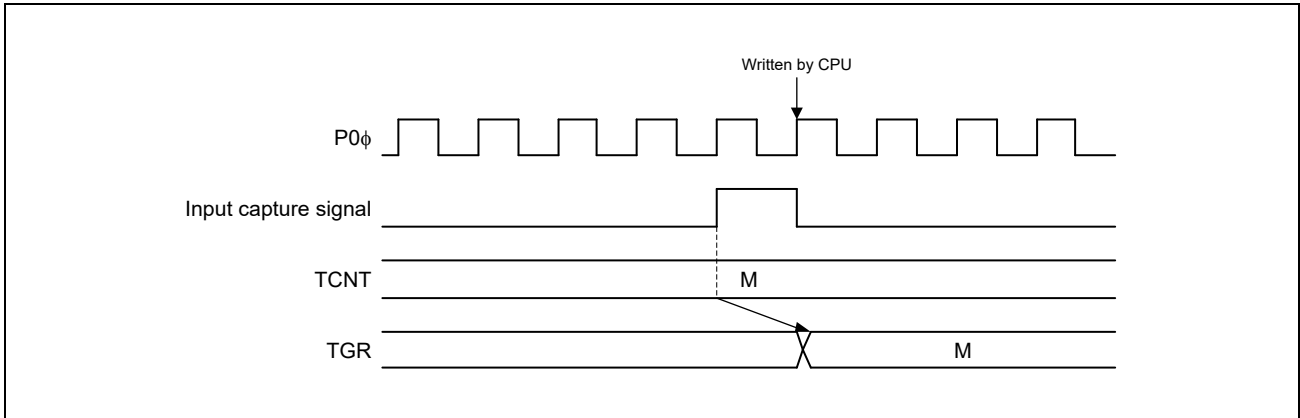 Written by CPU
P0ϕ
Input capture signal
TCNT
M
TGR
M